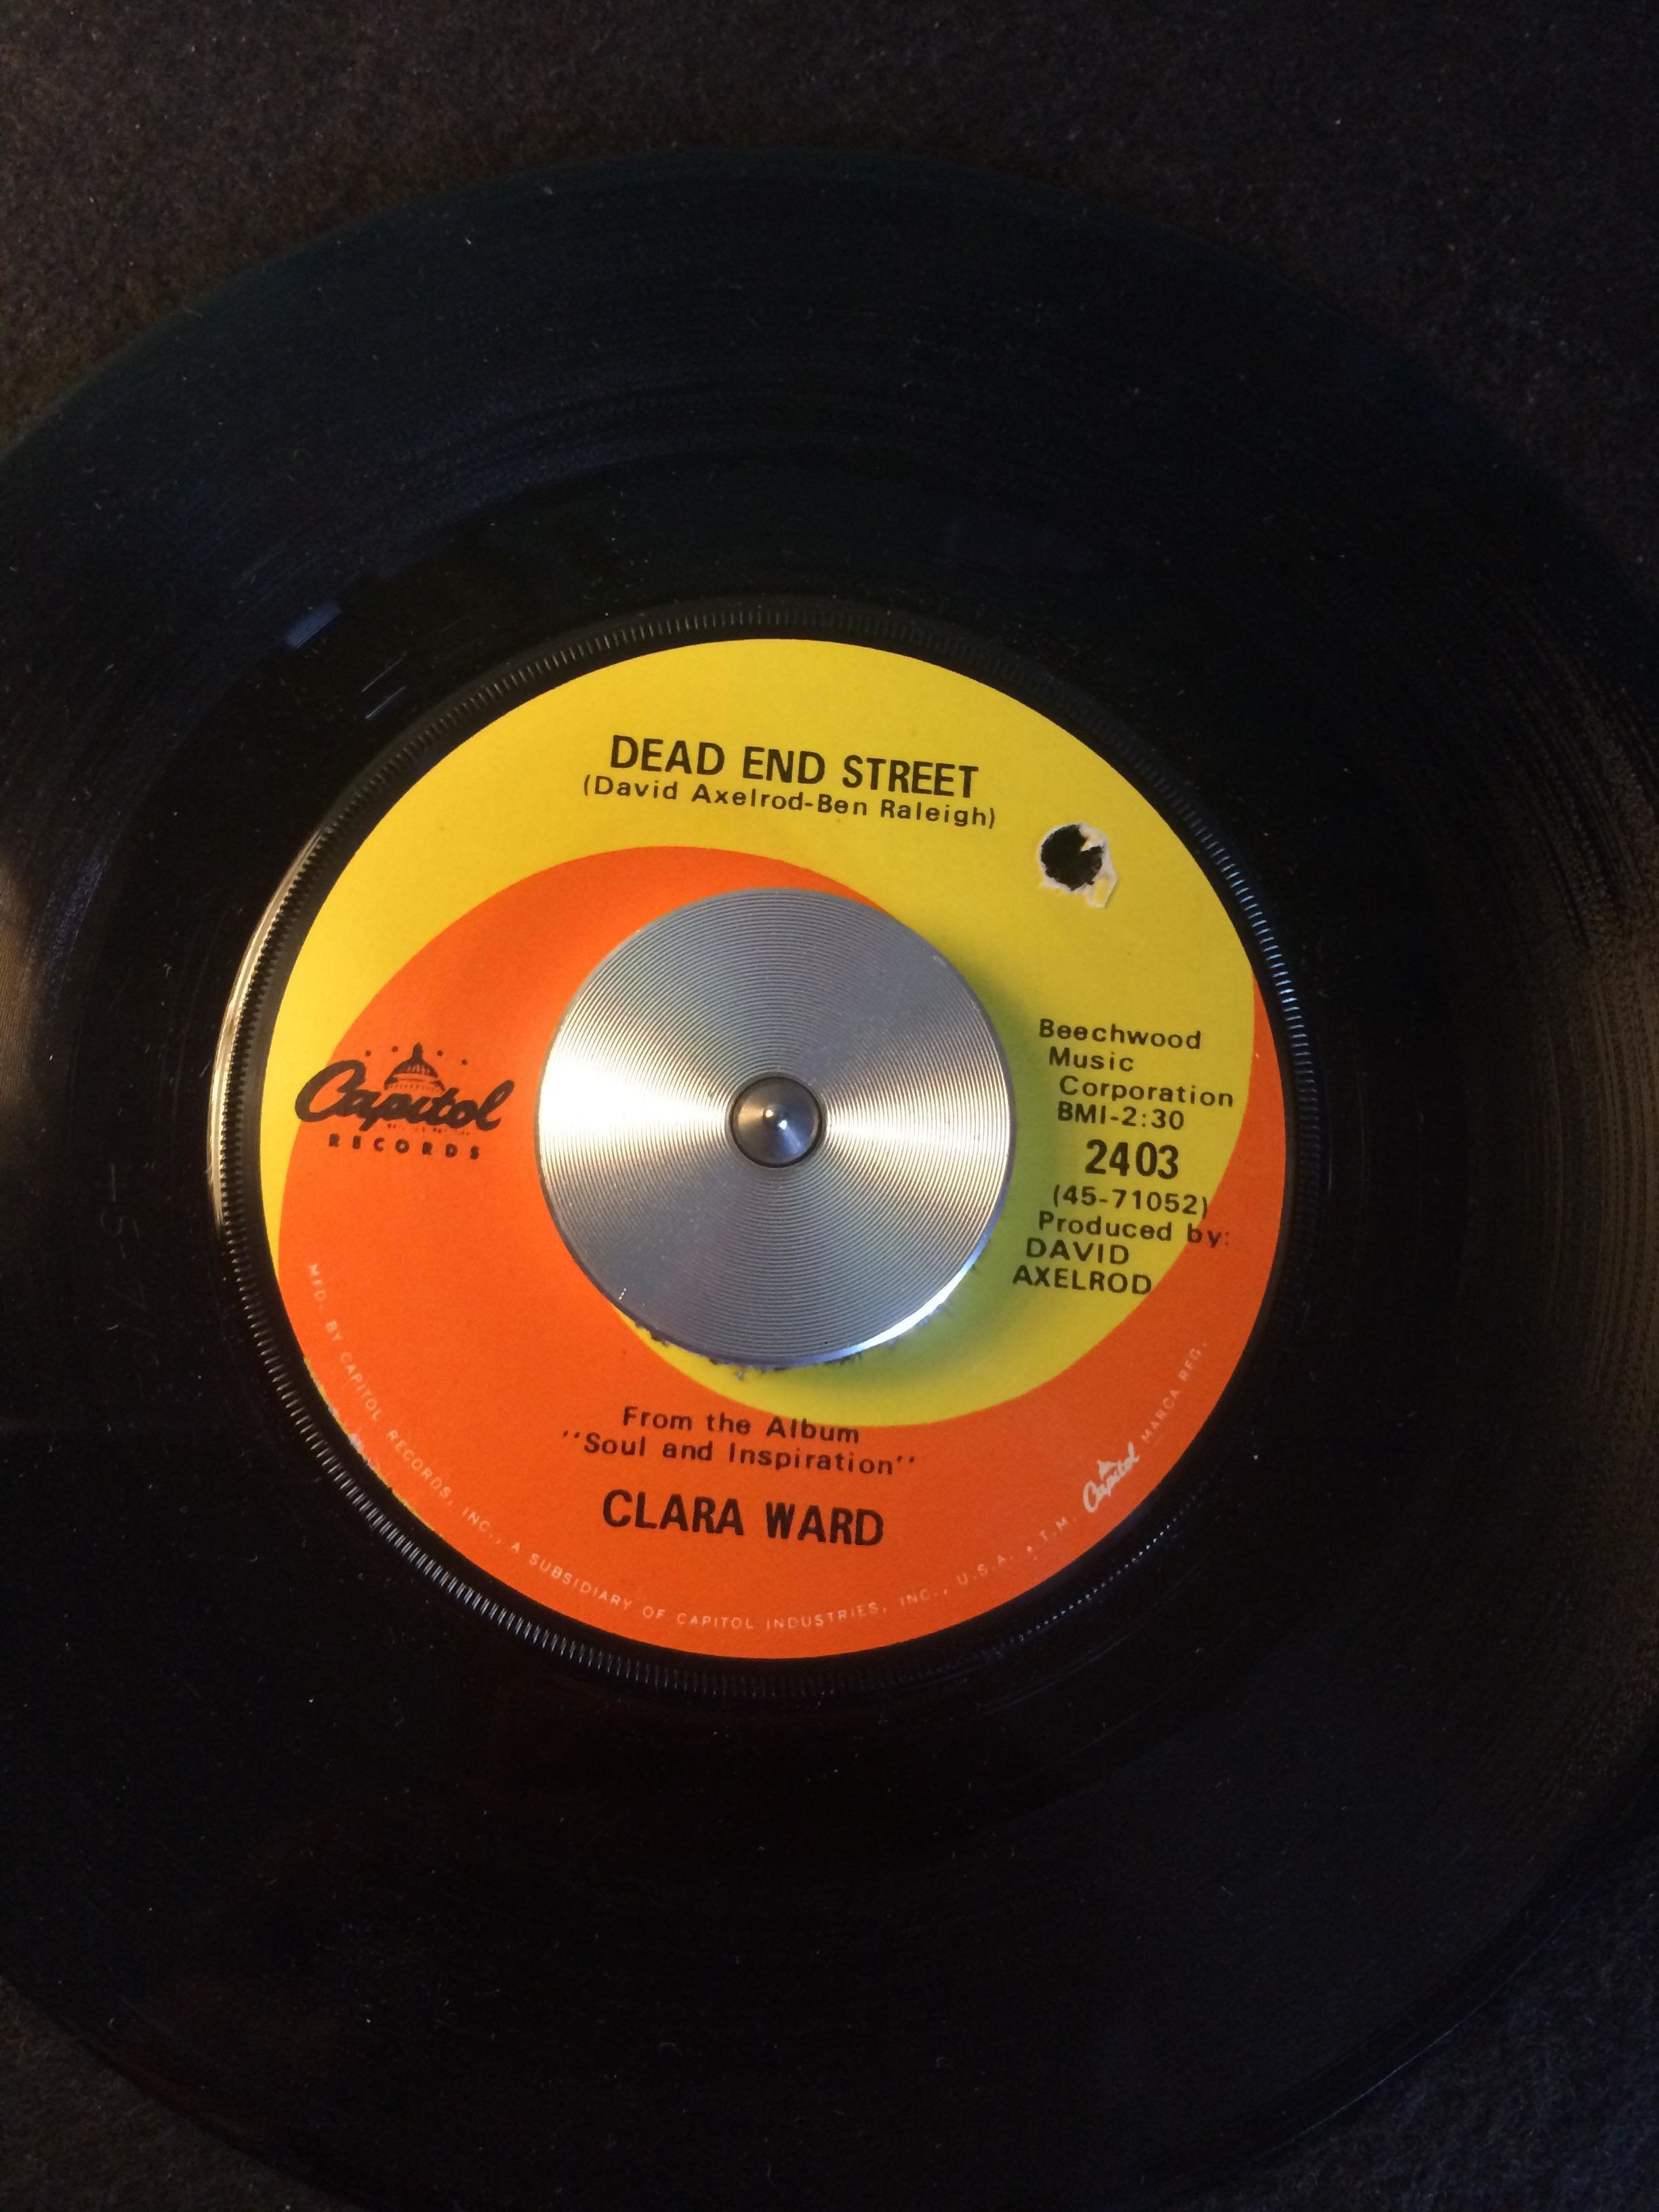 DEAD END STREET
(David Axelrod-Ben Raleigh)
Capitol
RECORDS
Beechwood
Music
Corporation
BMI-2:30
2403
(45-71052)
Produced by:
DAVID
AXELROD
From the Album
''Soul and Inspiration''
CLARA WARD
MFD. BY CAPITOL RECORDS, INC., A SUBSIDIARY OF CAPITOL INDUSTRIES, INC., U.S.A. . T.M. Capitol MARCA REG.